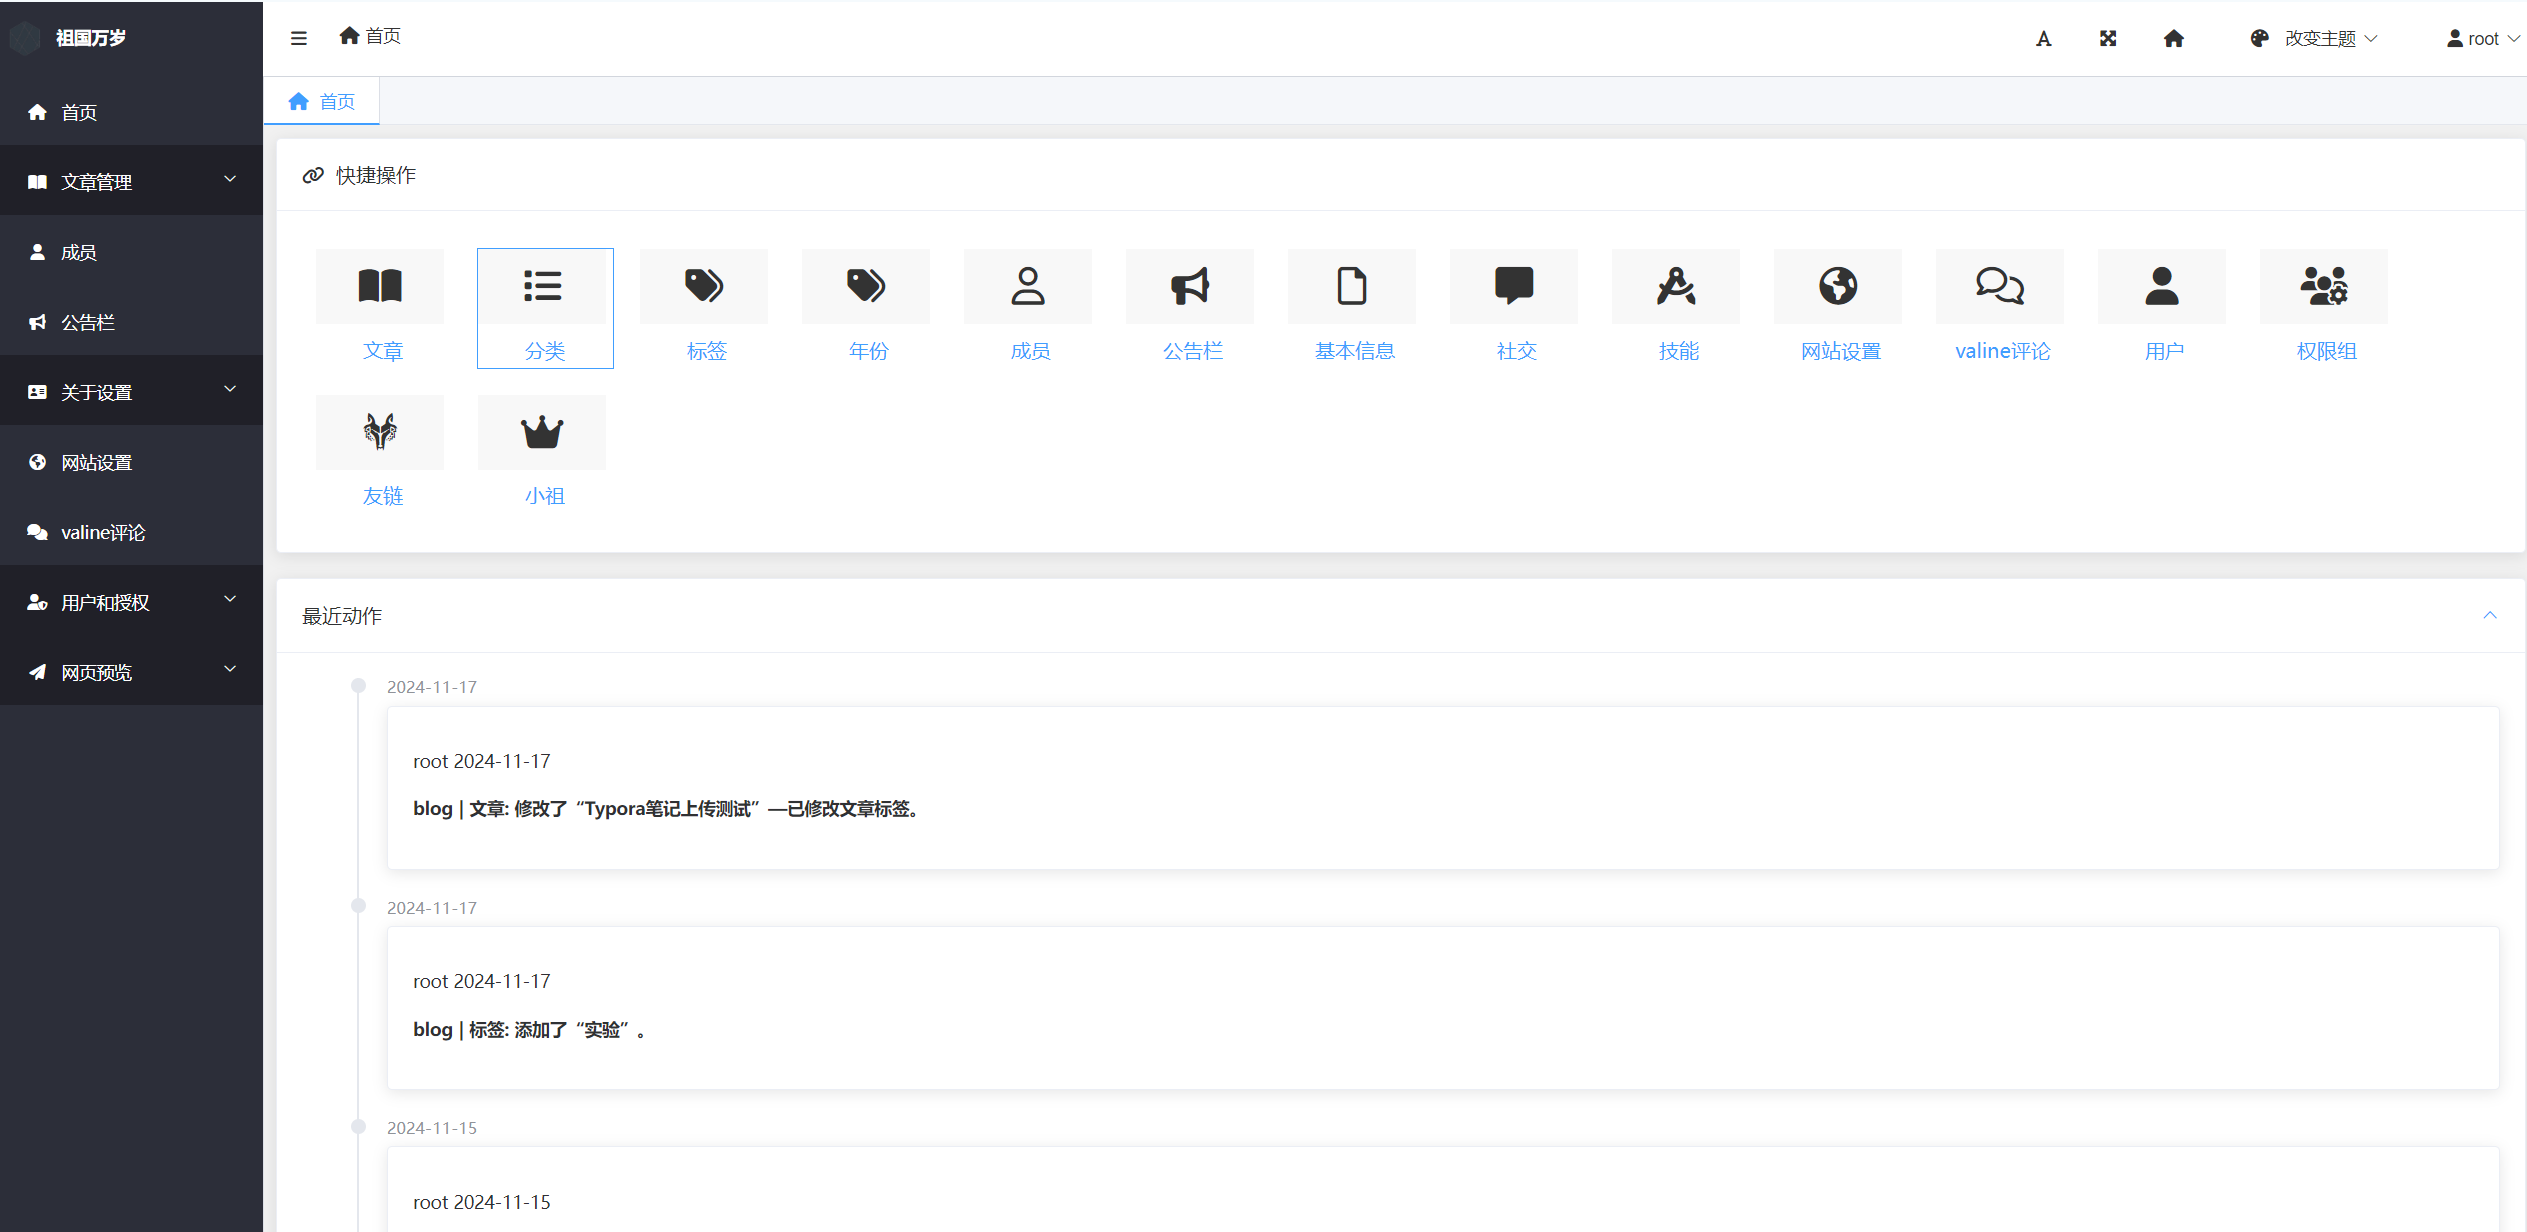 祖国万岁
首页
文章管理
成员
公告栏
关于设置
网站设置
valine评论
用户和授权
网页预览
首页
改变主题
root
首页
快捷操作
文章 分类 标签 年份 成员 公告栏 基本信息 社交 技能 网站设置 valine评论 用户 权限组
友链 小祖
最近动作
2024-11-17
root 2024-11-17
blog | 文章: 修改了“Typora笔记上传测试”—已修改文章标签。
2024-11-17
root 2024-11-17
blog | 标签: 添加了“实验”。
2024-11-15
root 2024-11-15